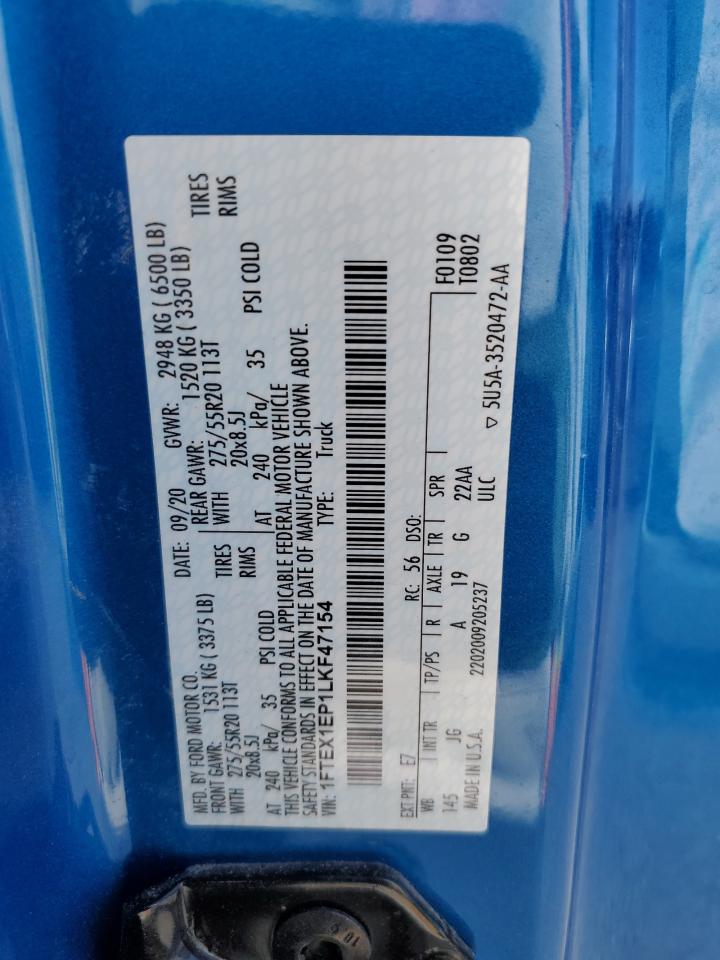 MFD. BY FORD MOTOR CO. DATE: 09/20 GVWR: 2948 KG ( 6500 LB)
FRONT GAWR: 1531 KG ( 3375 LB) REAR GAWR: 1520 KG ( 3350 LB)
WITH 275/55R20 113T TIRES WITH 275/55R20 113T TIRES
20x8.5J RIMS 20x8.5J RIMS
AT 240 kPa/ 35 PSI COLD AT 240 kPa/ 35 PSI COLD
THIS VEHICLE CONFORMS TO ALL APPLICABLE FEDERAL MOTOR VEHICLE
SAFETY STANDARDS IN EFFECT ON THE DATE OF MANUFACTURE SHOWN ABOVE.
VIN: 1FTEX1EP1LKF47154 TYPE: Truck
EXT PNT: E7 RC: 56 DSO:
WB INT TR TP/PS R AXLE TR SPR F0109
145 JG A 19 G 22AA T0802
MADE IN U.S.A. 2202009205237 ULC
▽ 5U5A-3520472-AA
10